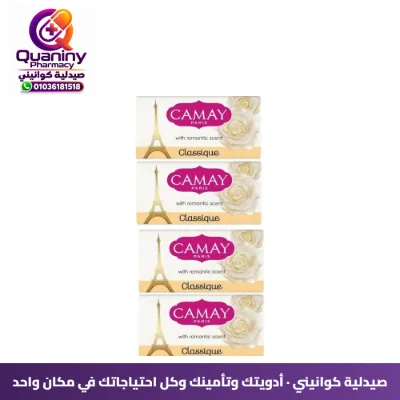 Quaniny
Pharmacy
صيدلية كوانيني
01036181518
CAMAY
PARIS
with romantic scent
Classique
CAMAY
PARIS
with romantic scent
Classique
CAMAY
PARIS
with romantic scent
Classique
CAMAY
PARIS
with romantic scent
Classique
صيدلية كوانيني - أدويتك وتأمينك وكل احتياجاتك في مكان واحد